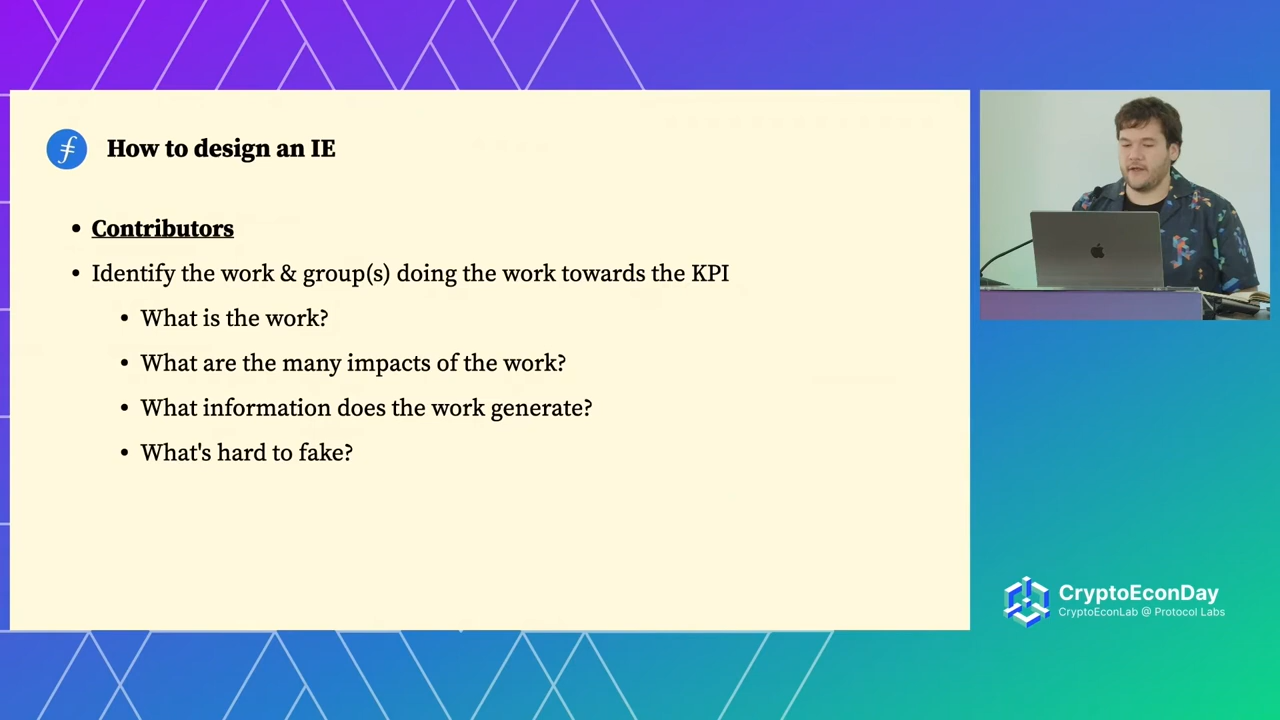 How to design an IE
• Contributors
• Identify the work & group(s) doing the work towards the KPI
• What is the work?
• What are the many impacts of the work?
• What information does the work generate?
• What's hard to fake?
CryptoEconDay
CryptoEconLab @ Protocol Labs